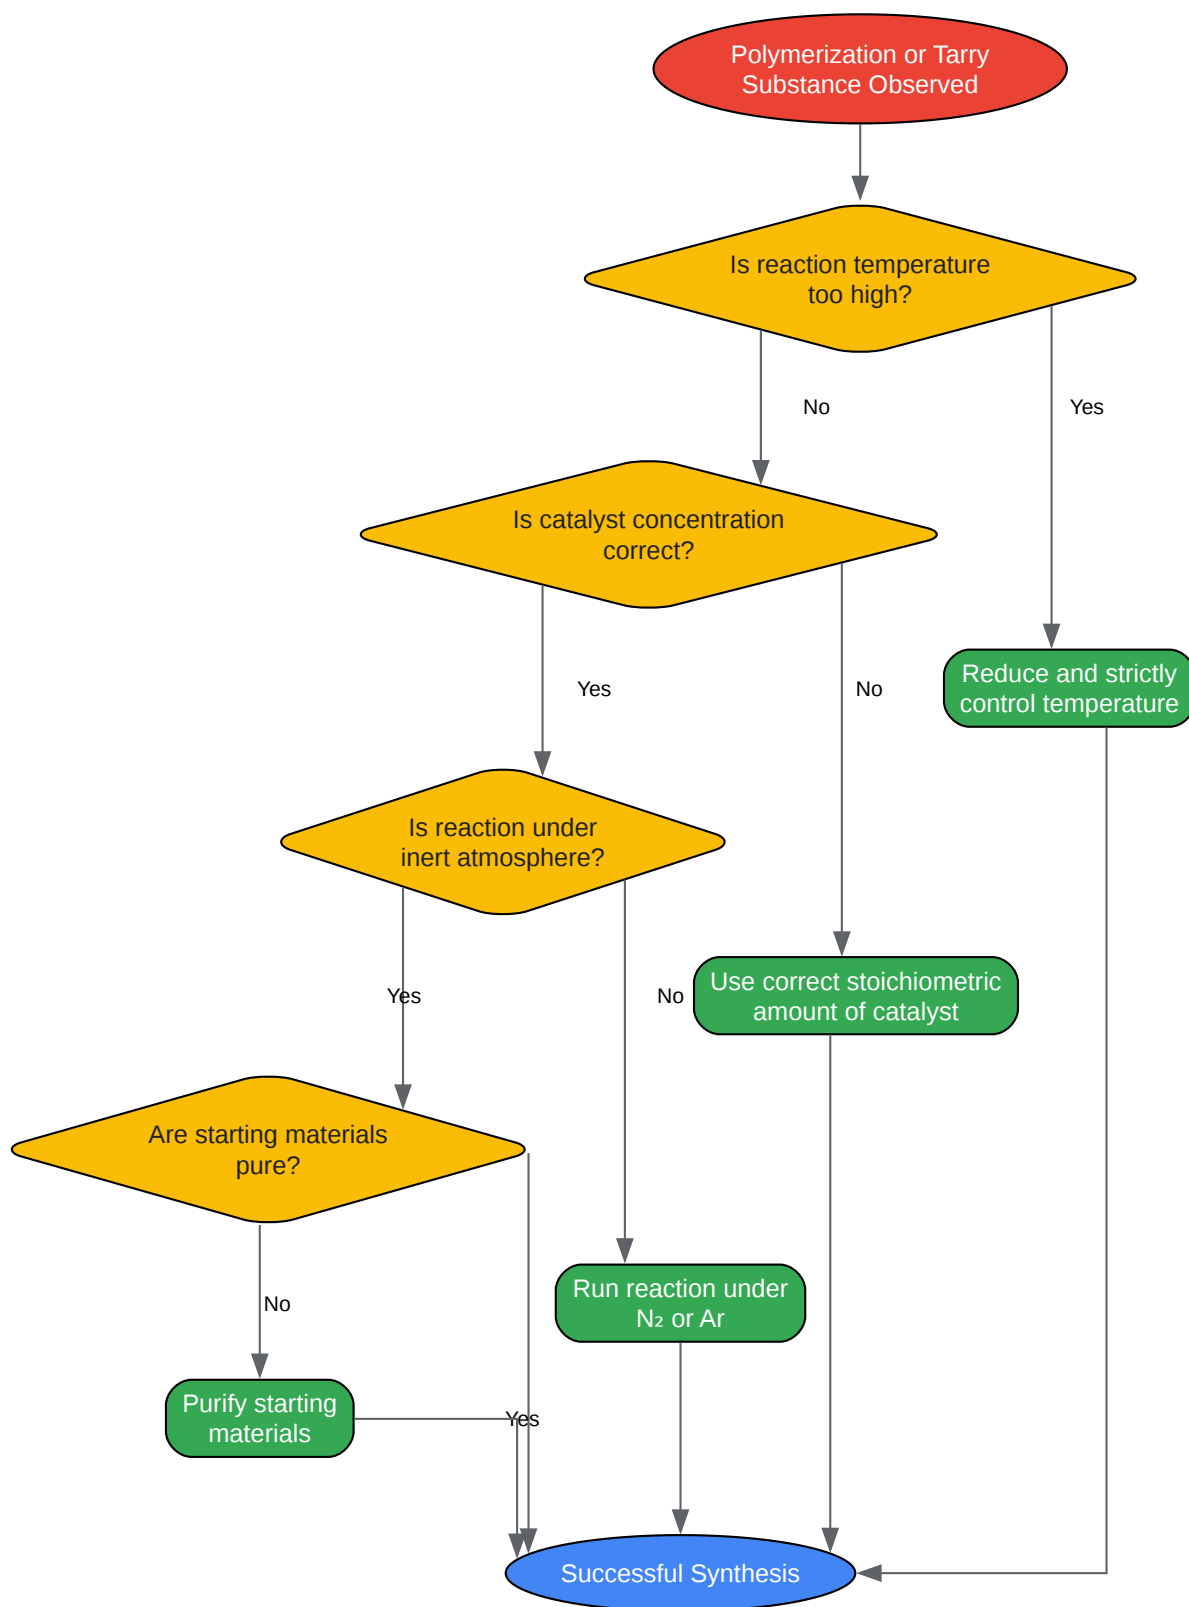 Polymerization or Tarry
Substance Observed
Is reaction temperature
too high?
No
Yes
Is catalyst concentration
correct?
Yes
No
Reduce and strictly
control temperature
Is reaction under
inert atmosphere?
Yes
No
Use correct stoichiometric
amount of catalyst
Are starting materials
pure?
No
Run reaction under
N₂ or Ar
Purify starting
materials
Yes
Successful Synthesis